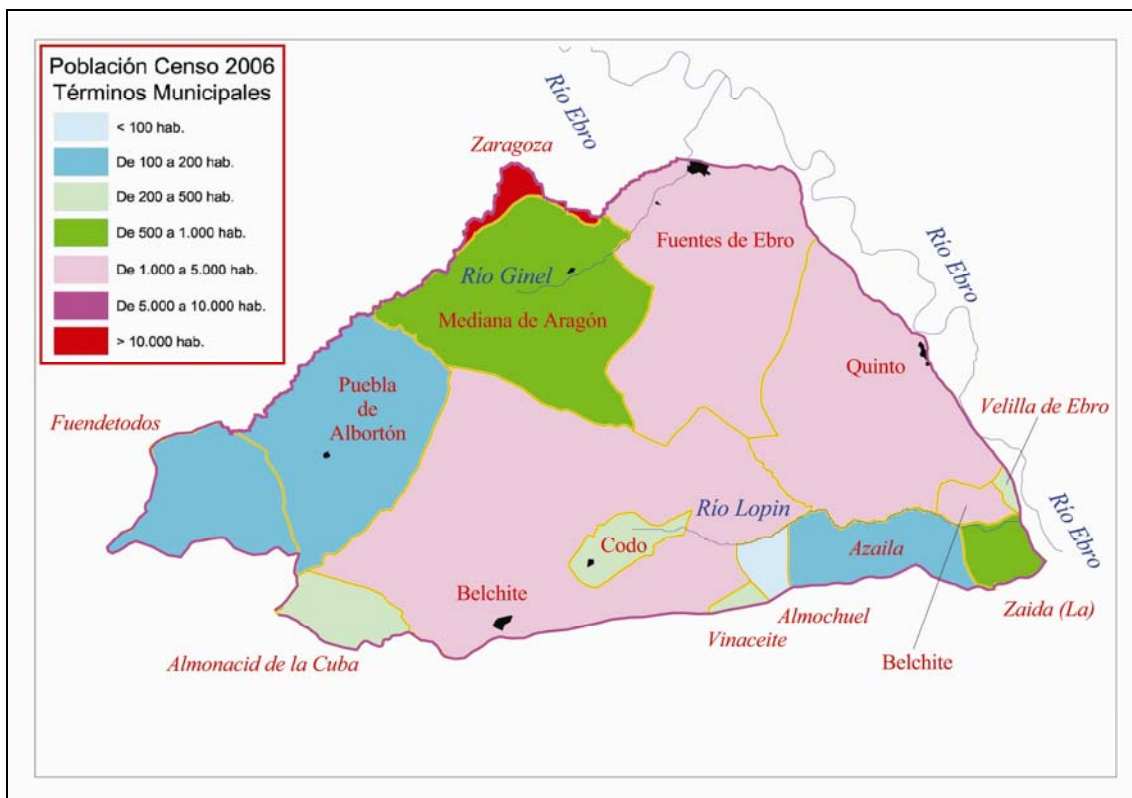 Población Censo 2006
Términos Municipales
< 100 hab.
De 100 a 200 hab.
De 200 a 500 hab.
De 500 a 1.000 hab.
De 1.000 a 5.000 hab.
De 5.000 a 10.000 hab.
> 10.000 hab.
Río Ebro
Zaragoza
Fuentes de Ebro
Río Ebro
Río Ginel
Mediana de Aragón
Quinto
Puebla
de
Albortón
Velilla de Ebro
Fuendetodos
Río Lopin
Río Ebro
Codo
Azaila
Belchite
Almochuel
Zaida (La)
Vinaceite
Almonacid de la Cuba
Belchite